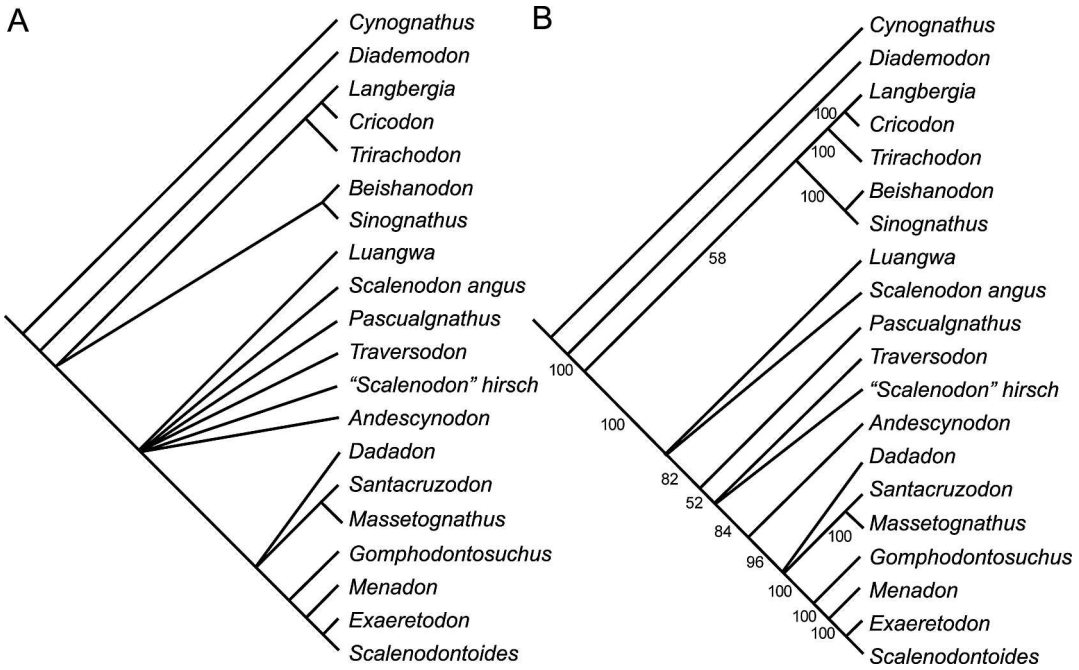 A
Cynognathus
Diademodon
Langbergia
Cricodon
Trirachodon
Beishanodon
Sinognathus
Luangwa
Scalenodon angus
Pascualgnathus
Traversodon
“Scalenodon” hirsch
Andescynodon
Dadadon
Santacruzodon
Massetognathus
Gomphodontosuchus
Menadon
Exaeretodon
Scalenodontoides
B
Cynognathus
Diademodon
Langbergia
100
Cricodon
100
Trirachodon
Beishanodon
100
Sinognathus
58
Luangwa
Scalenodon angus
Pascualgnathus
Traversodon
100
“Scalenodon” hirsch
100
Andescynodon
Dadadon
82
Santacruzodon
52
Massetognathus
84
100
Gomphodontosuchus
96
Menadon
100
100
Exaeretodon
100
Scalenodontoides